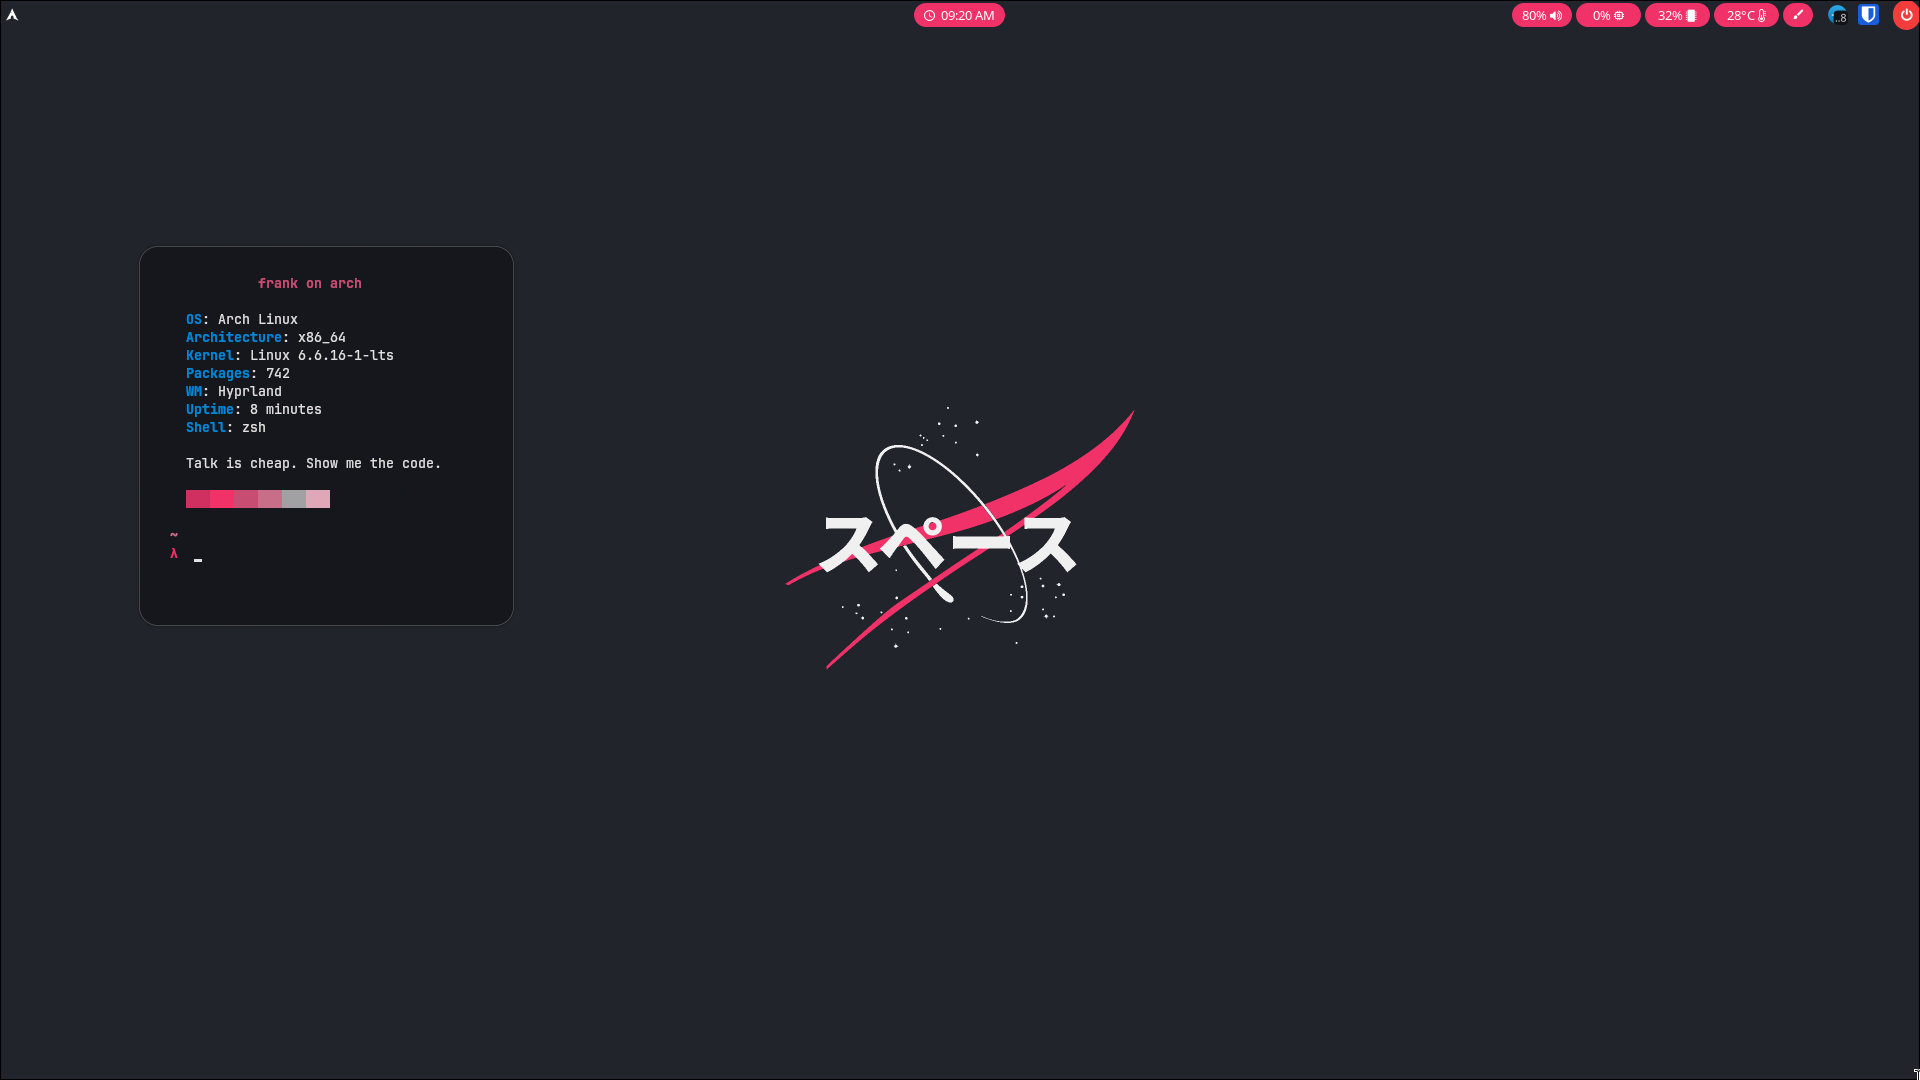 09:20 AM
80%
0%
32%
28°C
..8
frank on arch
OS: Arch Linux
Architecture: x86_64
Kernel: Linux 6.6.16-1-lts
Packages: 742
WM: Hyprland
Uptime: 8 minutes
Shell: zsh
Talk is cheap. Show me the code.
~
λ _
スペース